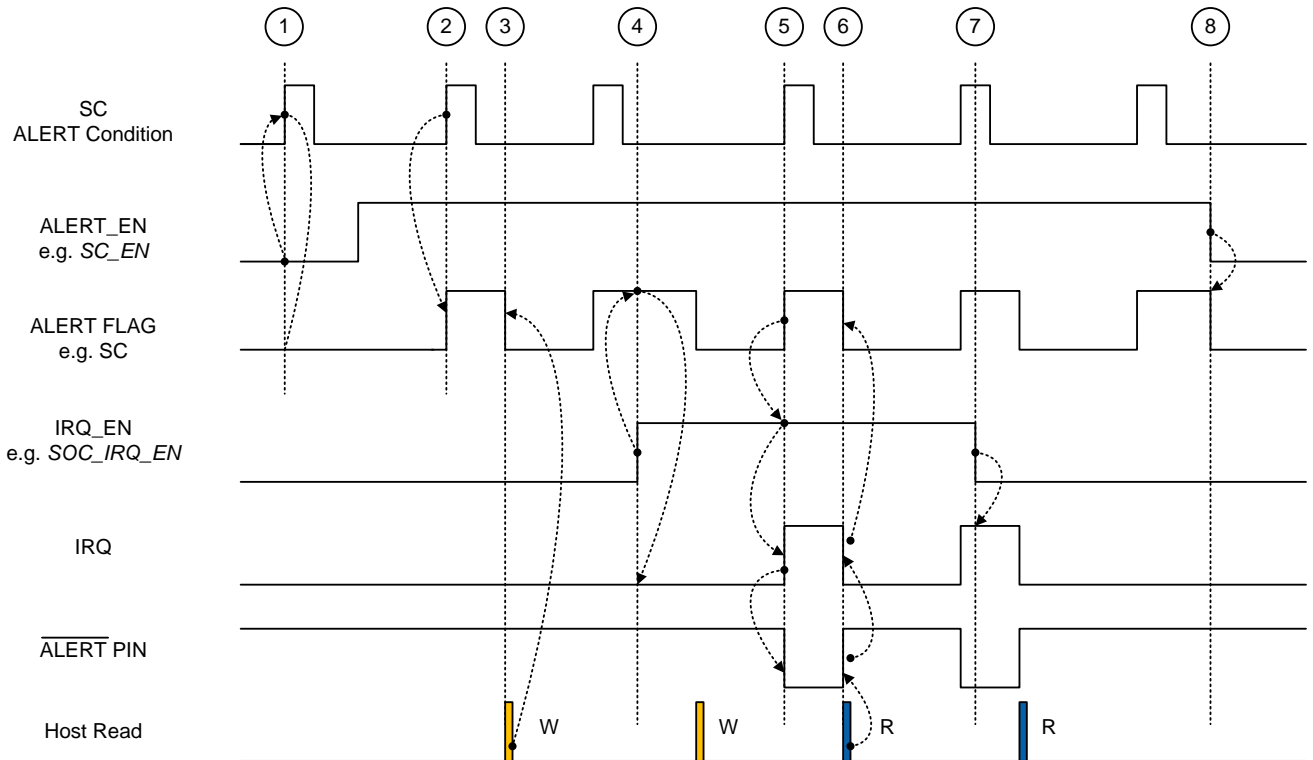 1 2 3 4 5 6 7 8
SC
ALERT Condition
ALERT_EN
e.g. SC_EN
ALERT FLAG
e.g. SC
IRQ_EN
e.g. SOC_IRQ_EN
IRQ
ALERT PIN
Host Read
W W R R